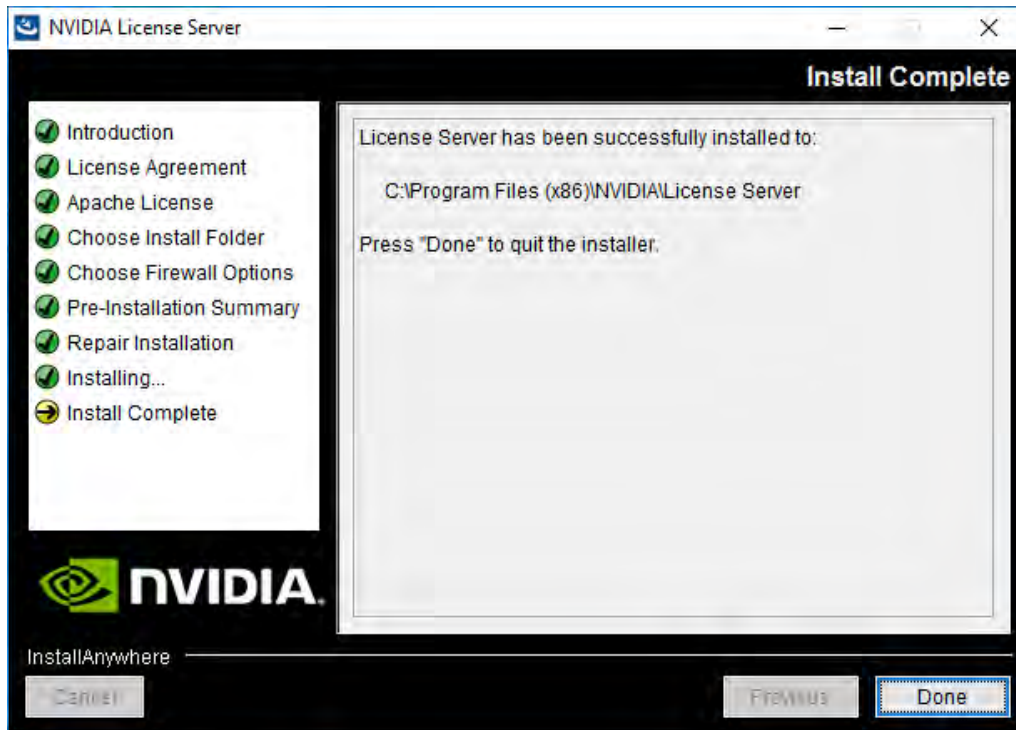 NVIDIA License Server
Install Complete
Introduction
License Agreement
Apache License
Choose Install Folder
Choose Firewall Options
Pre-Installation Summary
Repair Installation
Installing...
Install Complete
License Server has been successfully installed to:
C:\Program Files (x86)\NVIDIA\License Server
Press "Done" to quit the installer.
NVIDIA.
InstallAnywhere
Cancel
Previous
Done